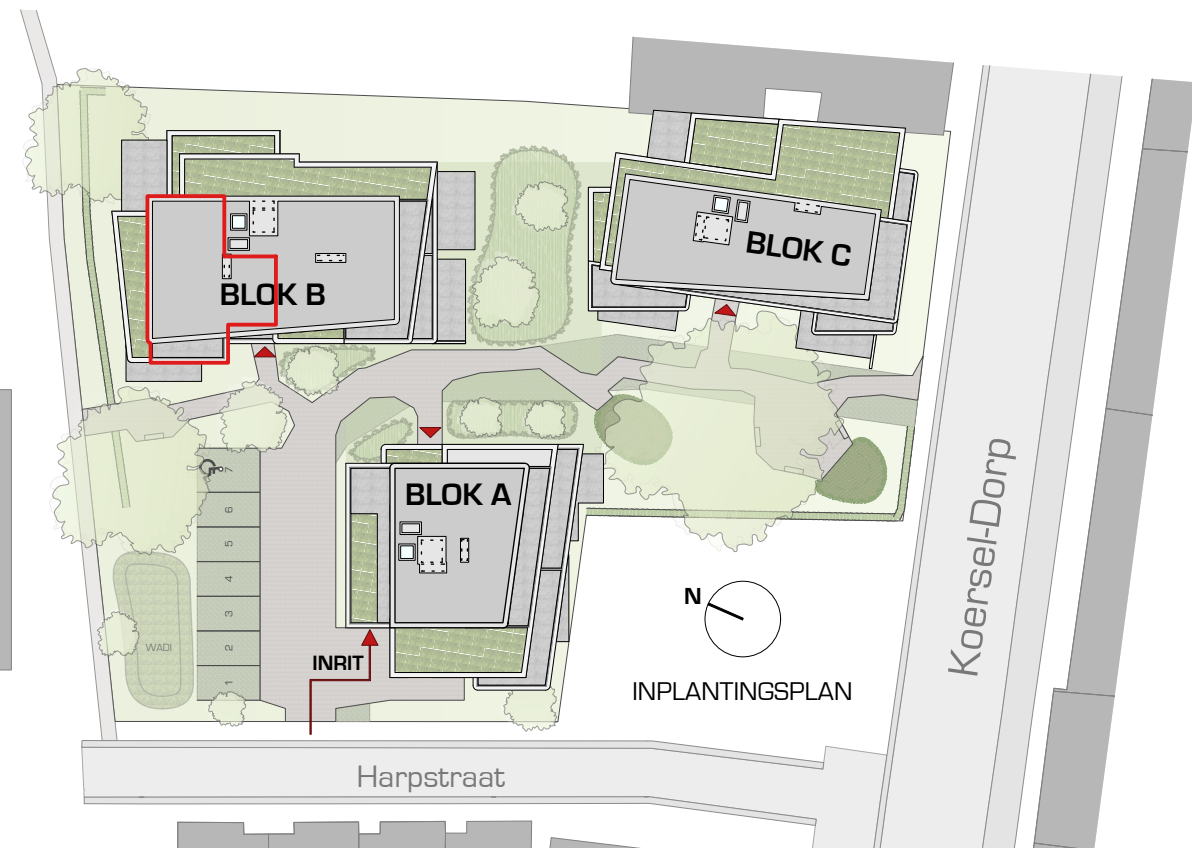 BLOK C
BLOK B
BLOK A
7
6
5
4
3
2
1
WADI
INRIT
N
INPLANTINGSPLAN
Koersel-Dorp
Harpstraat